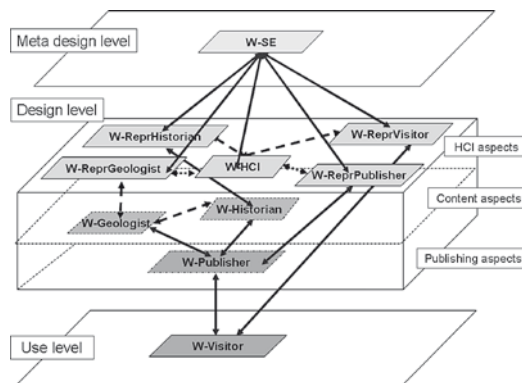 Meta design level
W-SE
Design level
W-ReprHistorian
W-ReprVisitor
HCI aspects
W-ReprGeologist
W-HCI
W-ReprPublisher
Content aspects
W-Historian
W-Geologist
Publishing aspects
W-Publisher
Use level
W-Visitor